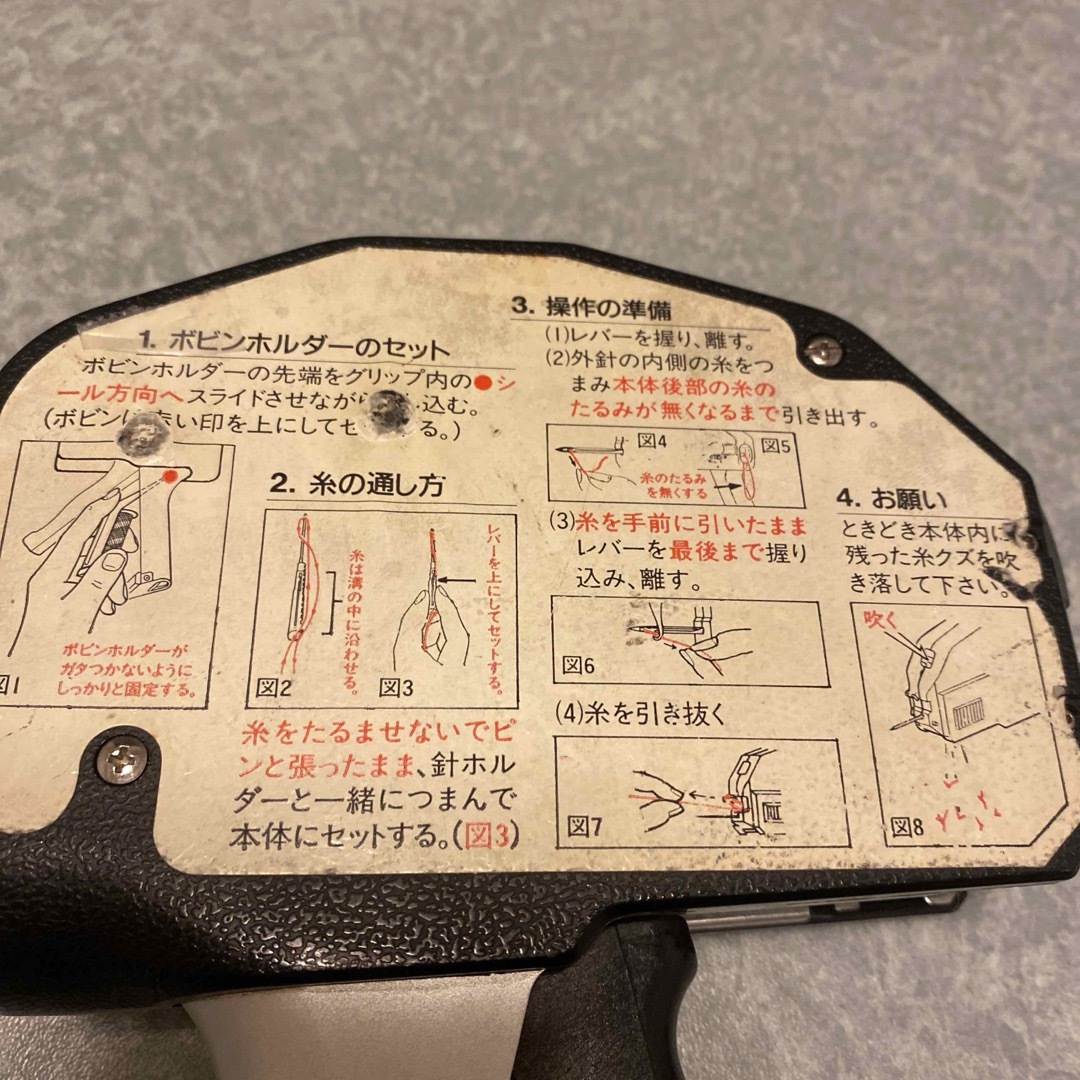 1. ボビンホルダーのセット
ボビンホルダーの先端をグリップ内の●シ
ール方向へスライドさせながら込む。
(ボビンい印を上にしてセる。)
ボビンホルダーが
ガタつかないように
しっかりと固定する。
図1
2. 糸の通し方
糸は溝の中に沿わせる。
レバーを上にしてセットする。
図2
図3
糸をたるませないでピ
ンと張ったまま、針ホル
ダーと一緒につまんで
本体にセットする。(図3)
3. 操作の準備
(1)レバーを握り、離す。
(2)外針の内側の糸をつ
まみ本体後部の糸の
たるみが無くなるまで引き出す。
図4
図5
糸のたるみ
を無くする
(3)糸を手前に引いたまま
レバーを最後まで握り
込み、離す。
図6
(4)糸を引き抜く
図7
4. お願い
ときどき本体内に
残った糸クズを吹
き落して下さい。
吹く
図8